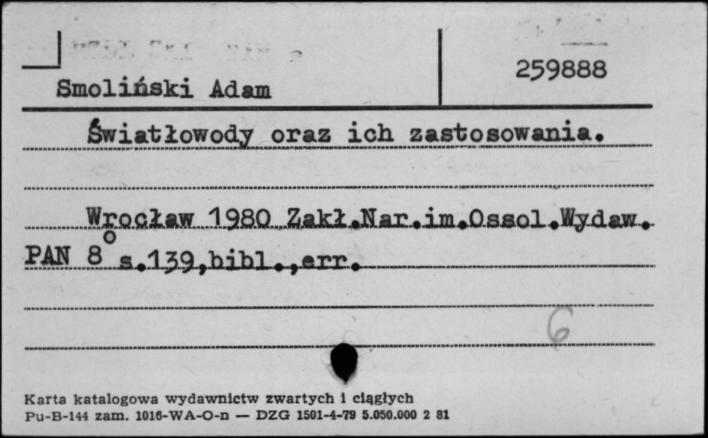 259888
Smoliński Adam
Światłowody oraz ich zastosowania.
Wrocław 1980 Zakł.Nar.im.Ossol.Wydaw.
PAN 8° s.139,bibl.,err.
6
Karta katalogowa wydawnictw zwartych i ciągłych
Pu-B-144 zam. 1016-WA-O-n — DZG 1501-4-79 5.050.000 2 81